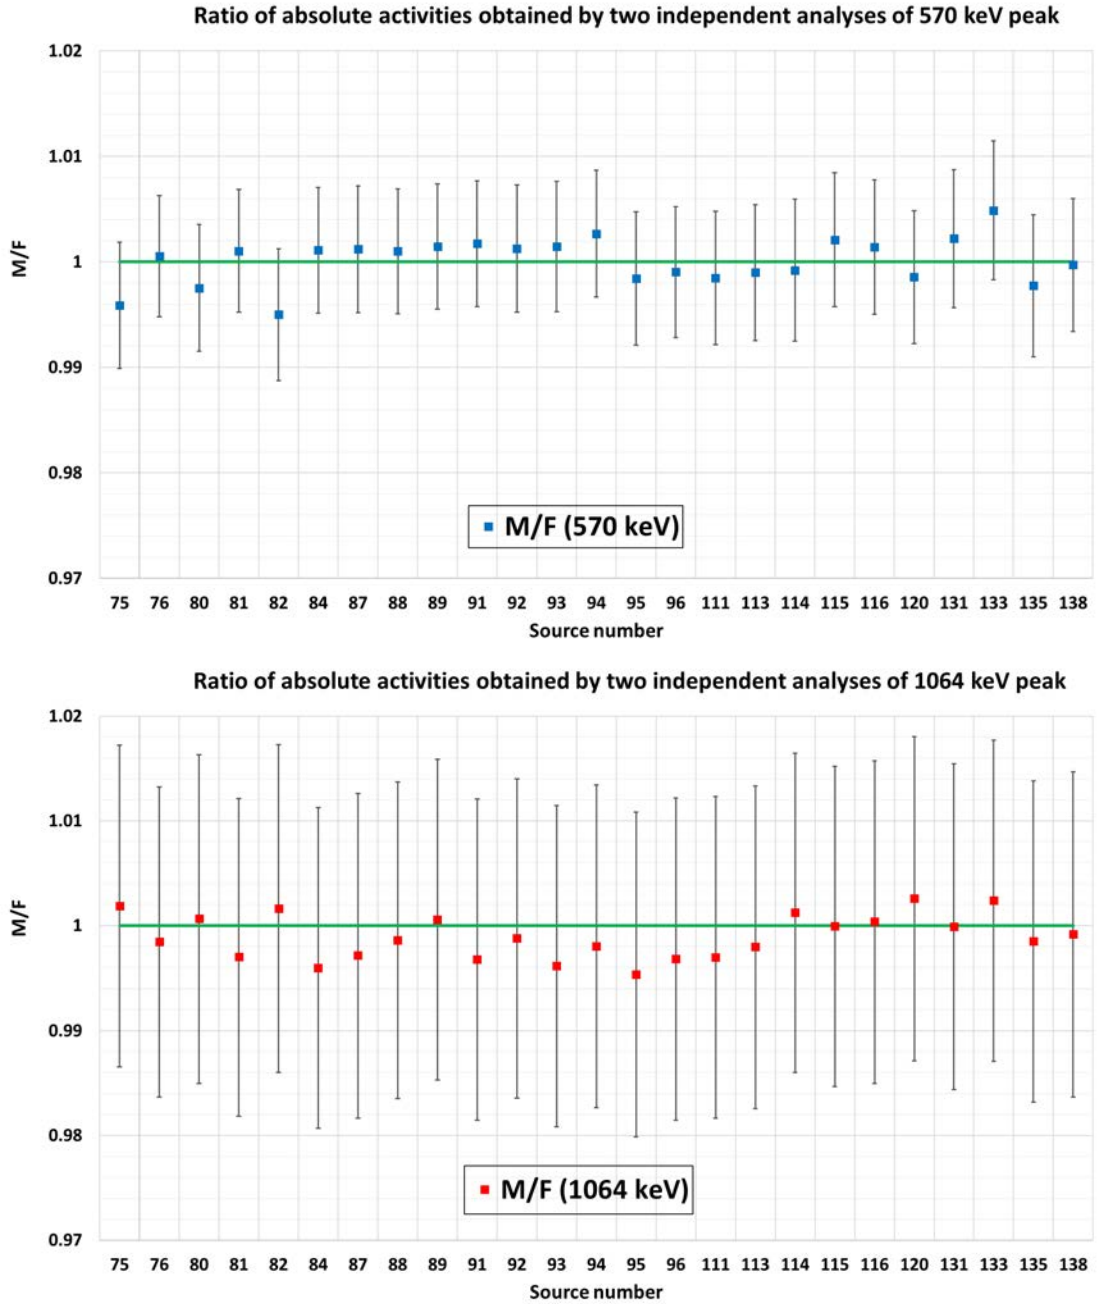 Ratio of absolute activities obtained by two independent analyses of 570 keV peak
1.02
1.01
1
0.99
0.98
0.97
M/F
M/F (570 keV)
75 76 80 81 82 84 87 88 89 91 92 93 94 95 96 111 113 114 115 116 120 131 133 135 138
Source number
Ratio of absolute activities obtained by two independent analyses of 1064 keV peak
1.02
1.01
1
0.99
0.98
0.97
M/F
M/F (1064 keV)
75 76 80 81 82 84 87 88 89 91 92 93 94 95 96 111 113 114 115 116 120 131 133 135 138
Source number